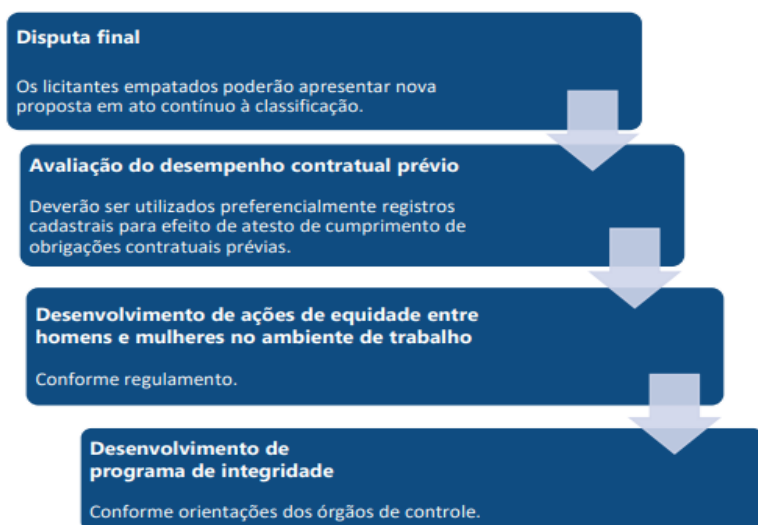 Disputa final
Os licitantes empatados poderão apresentar nova
proposta em ato contínuo à classificação.
Avaliação do desempenho contratual prévio
Deverão ser utilizados preferencialmente registros
cadastrais para efeito de atesto de cumprimento de
obrigações contratuais prévias.
Desenvolvimento de ações de equidade entre
homens e mulheres no ambiente de trabalho
Conforme regulamento.
Desenvolvimento de
programa de integridade
Conforme orientações dos órgãos de controle.